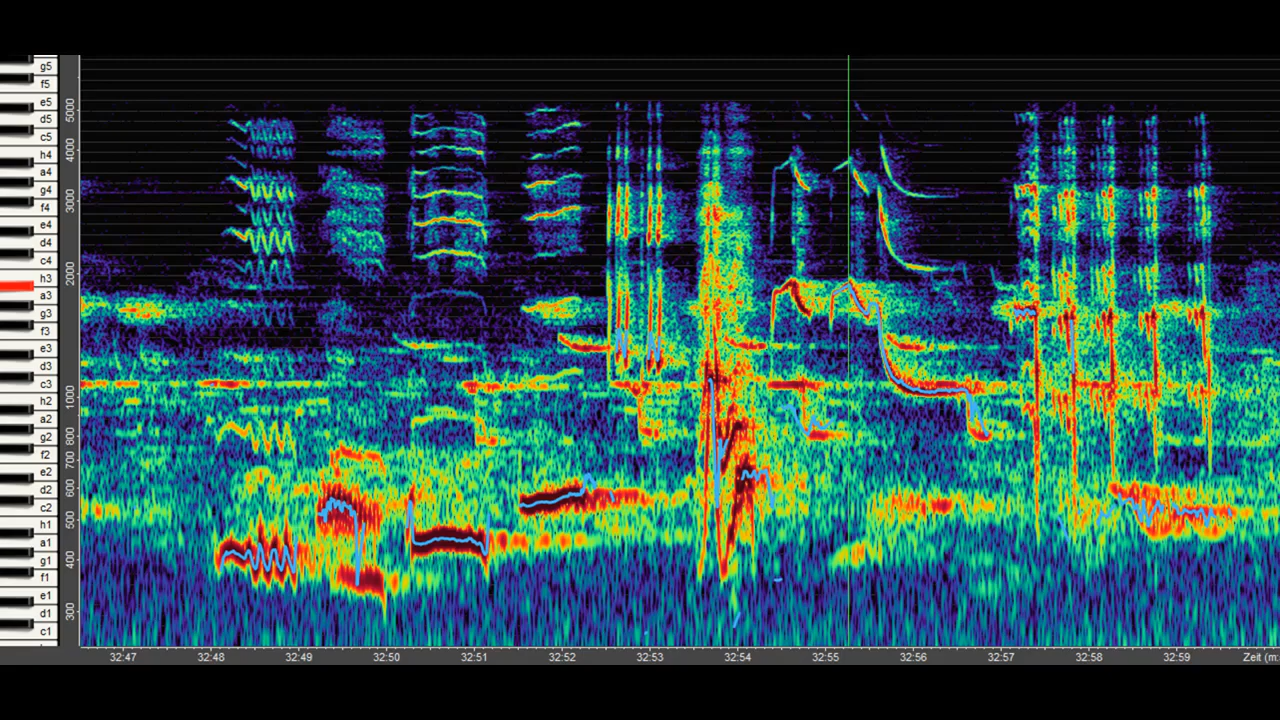 g5
f5
e5
d5
c5
h4
a4
g4
f4
e4
d4
c4
h3
a3
g3
f3
e3
d3
c3
h2
a2
g2
f2
e2
d2
c2
h1
a1
g1
f1
e1
d1
c1
5000
4000
3000
2000
1000
800
700
600
500
400
300
32:47 32:48 32:49 32:50 32:51 32:52 32:53 32:54 32:55 32:56 32:57 32:58 32:59 Zeit (m: